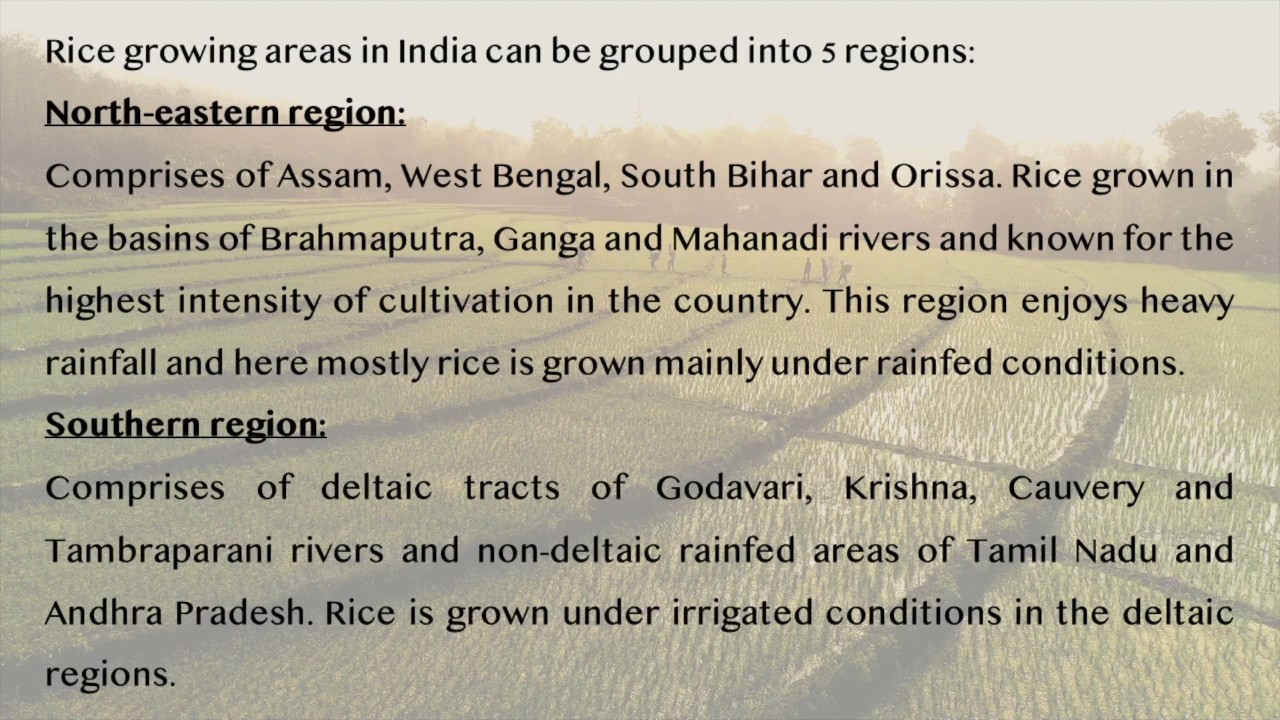 Rice growing areas in India can be grouped into 5 regions:
North-eastern region:
Comprises of Assam, West Bengal, South Bihar and Orissa. Rice grown in
the basins of Brahmaputra, Ganga and Mahanadi rivers and known for the
highest intensity of cultivation in the country. This region enjoys heavy
rainfall and here mostly rice is grown mainly under rainfed conditions.
Southern region:
Comprises of deltaic tracts of Godavari, Krishna, Cauvery and
Tambraparani rivers and non-deltaic rainfed areas of Tamil Nadu and
Andhra Pradesh. Rice is grown under irrigated conditions in the deltaic
regions.